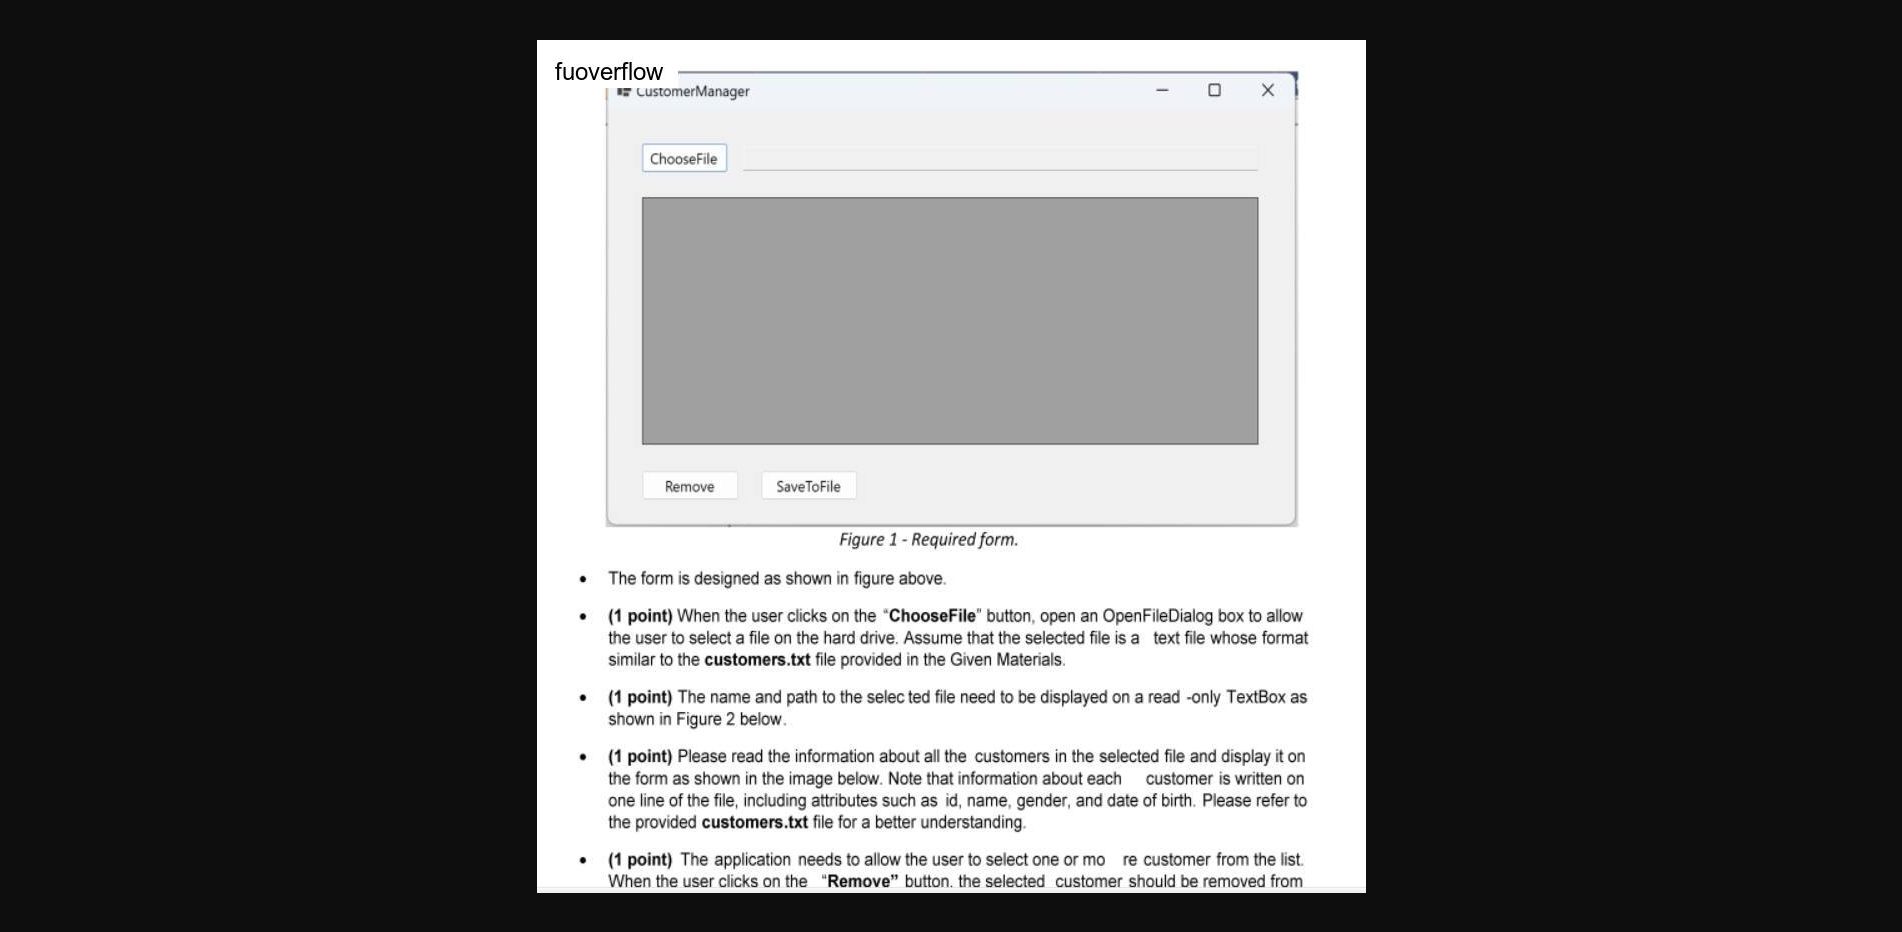 fuoverflow
CustomerManager
ChooseFile
Remove
SaveToFile
Figure 1 - Required form.
• The form is designed as shown in figure above.
• (1 point) When the user clicks on the “ChooseFile” button, open an OpenFileDialog box to allow
the user to select a file on the hard drive. Assume that the selected file is a text file whose format
similar to the customers.txt file provided in the Given Materials.
• (1 point) The name and path to the selec ted file need to be displayed on a read -only TextBox as
shown in Figure 2 below.
• (1 point) Please read the information about all the customers in the selected file and display it on
the form as shown in the image below. Note that information about each customer is written on
one line of the file, including attributes such as id, name, gender, and date of birth. Please refer to
the provided customers.txt file for a better understanding.
• (1 point) The application needs to allow the user to select one or mo re customer from the list.
When the user clicks on the “Remove” button, the selected customer should be removed from